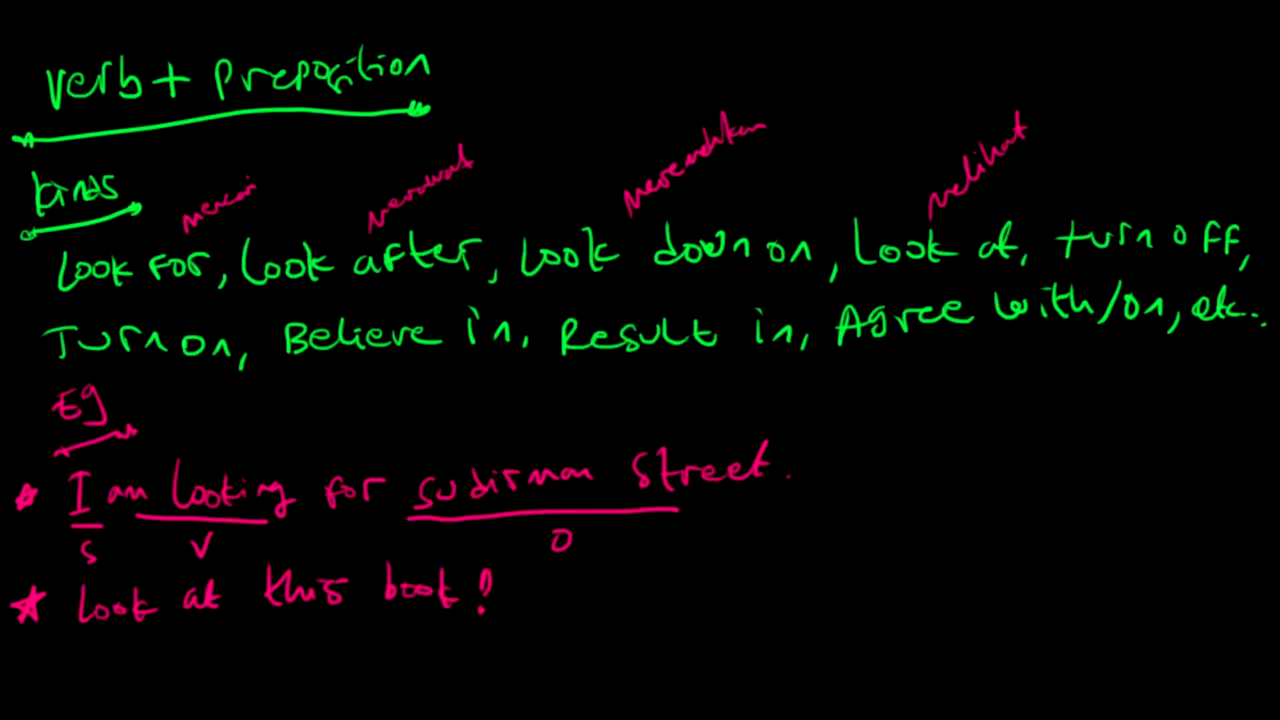 Verb + Preposition
Kinds
mencari merawat merendahkan melihat
Look for, Look after, Look down on, Look at, turn off,
Turn on, Believe in, Result in, Agree with/on, etc..
Eg
I am looking for sudirman street.
S V O
Look at this book!